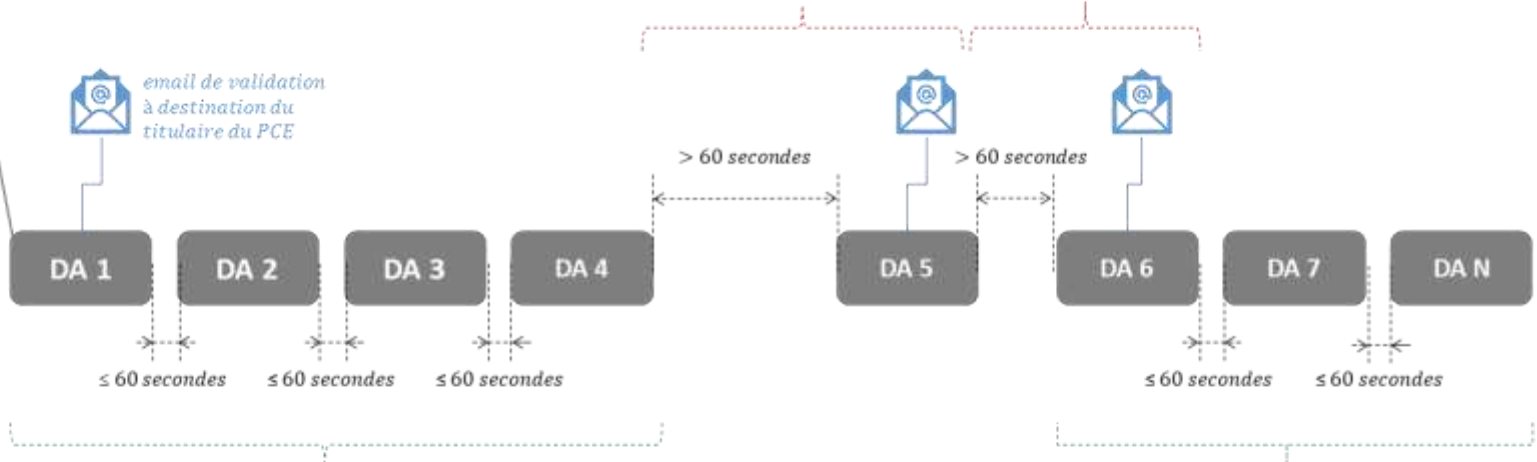 email de validation
à destination du
titulaire du PCE
> 60 secondes
> 60 secondes
DA 1
DA 2
DA 3
DA 4
DA 5
DA 6
DA 7
DA N
≤ 60 secondes
≤ 60 secondes
≤ 60 secondes
≤ 60 secondes
≤ 60 secondes